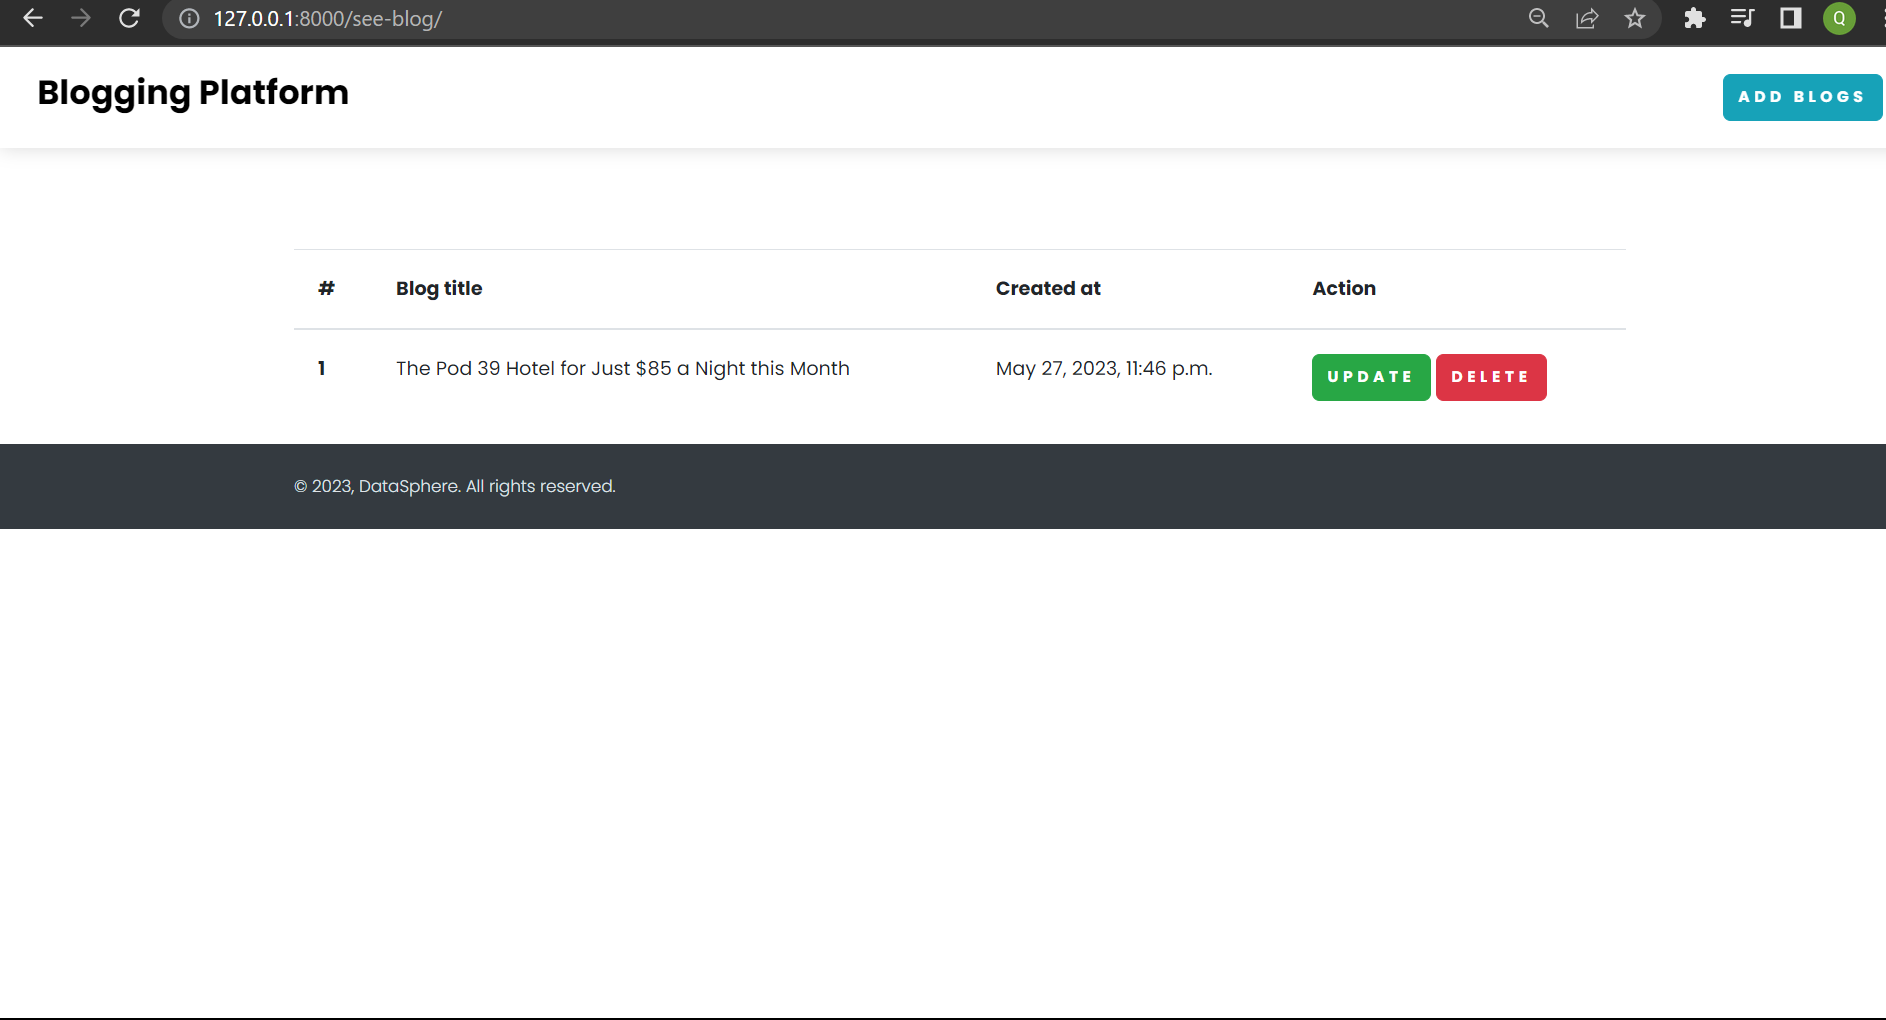 127.0.0.1:8000/see-blog/
Q
Blogging Platform
ADD BLOGS
# Blog title Created at Action
1 The Pod 39 Hotel for Just $85 a Night this Month May 27, 2023, 11:46 p.m. UPDATE DELETE
© 2023, DataSphere. All rights reserved.